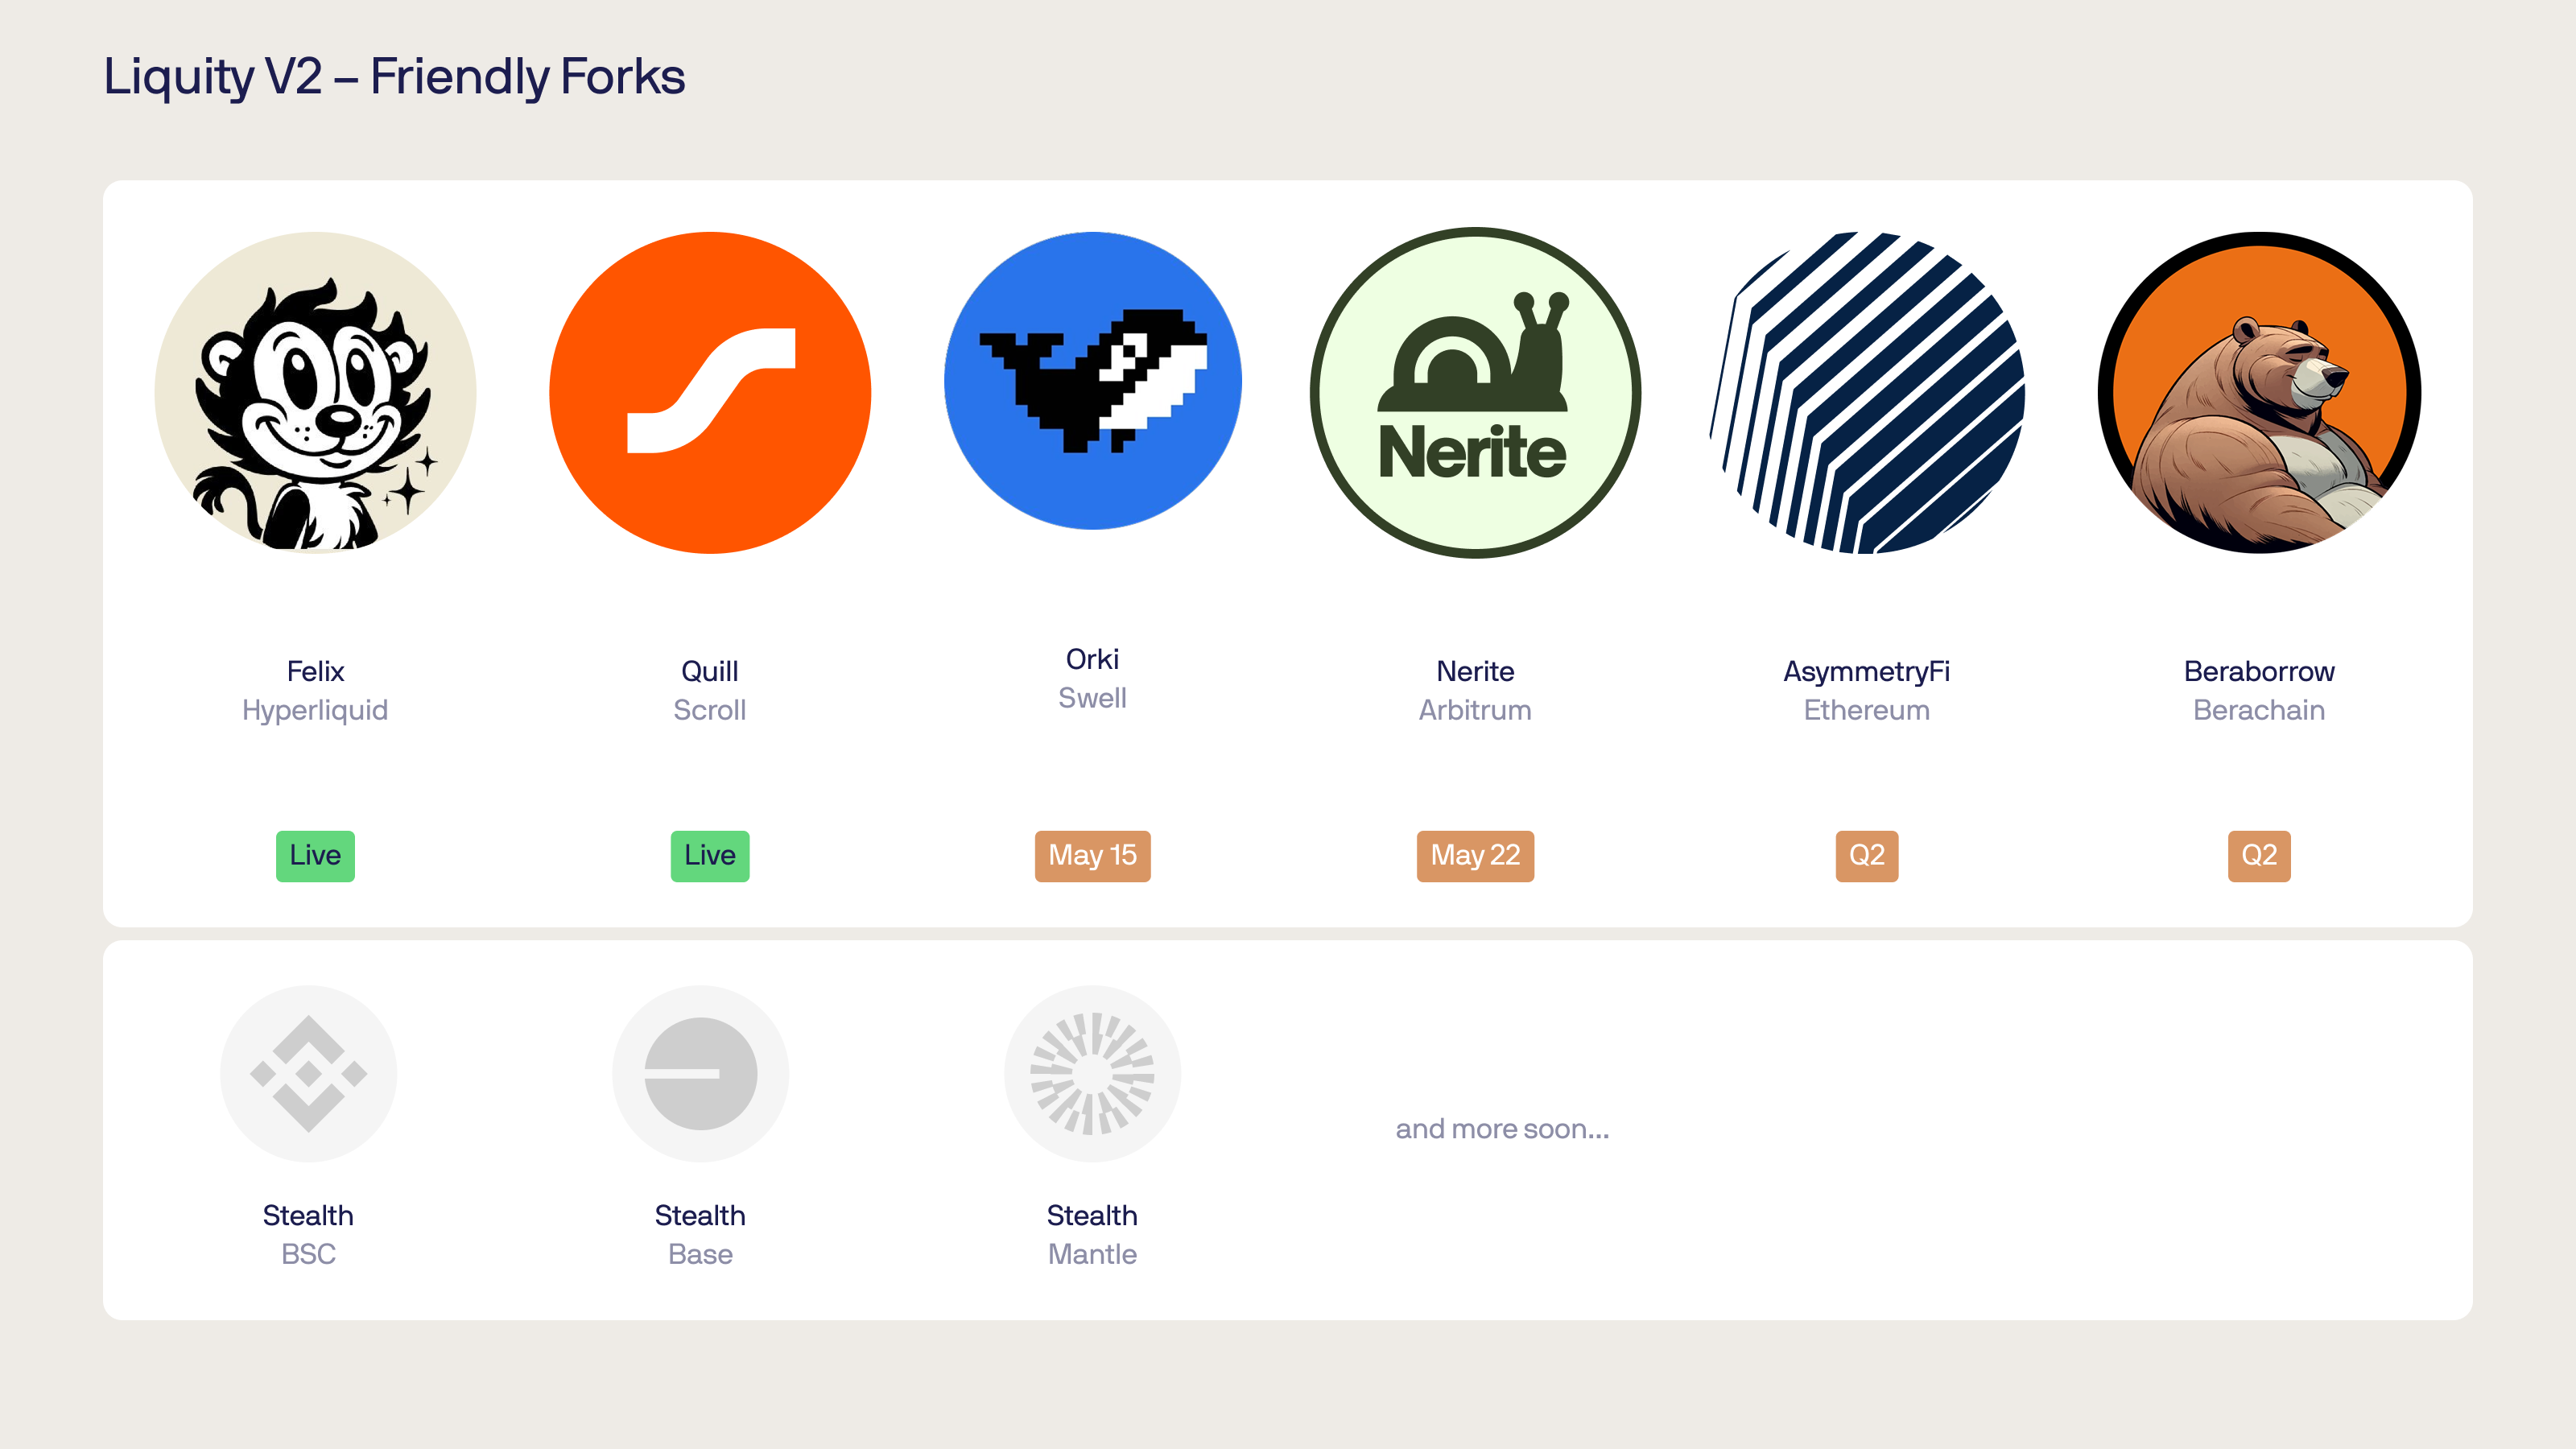 Liquity V2 – Friendly Forks
Nerite
Felix
Hyperliquid
Live
Quill
Scroll
Live
Orki
Swell
May 15
Nerite
Arbitrum
May 22
AsymmetryFi
Ethereum
Q2
Beraborrow
Berachain
Q2
Stealth
BSC
Stealth
Base
Stealth
Mantle
and more soon...